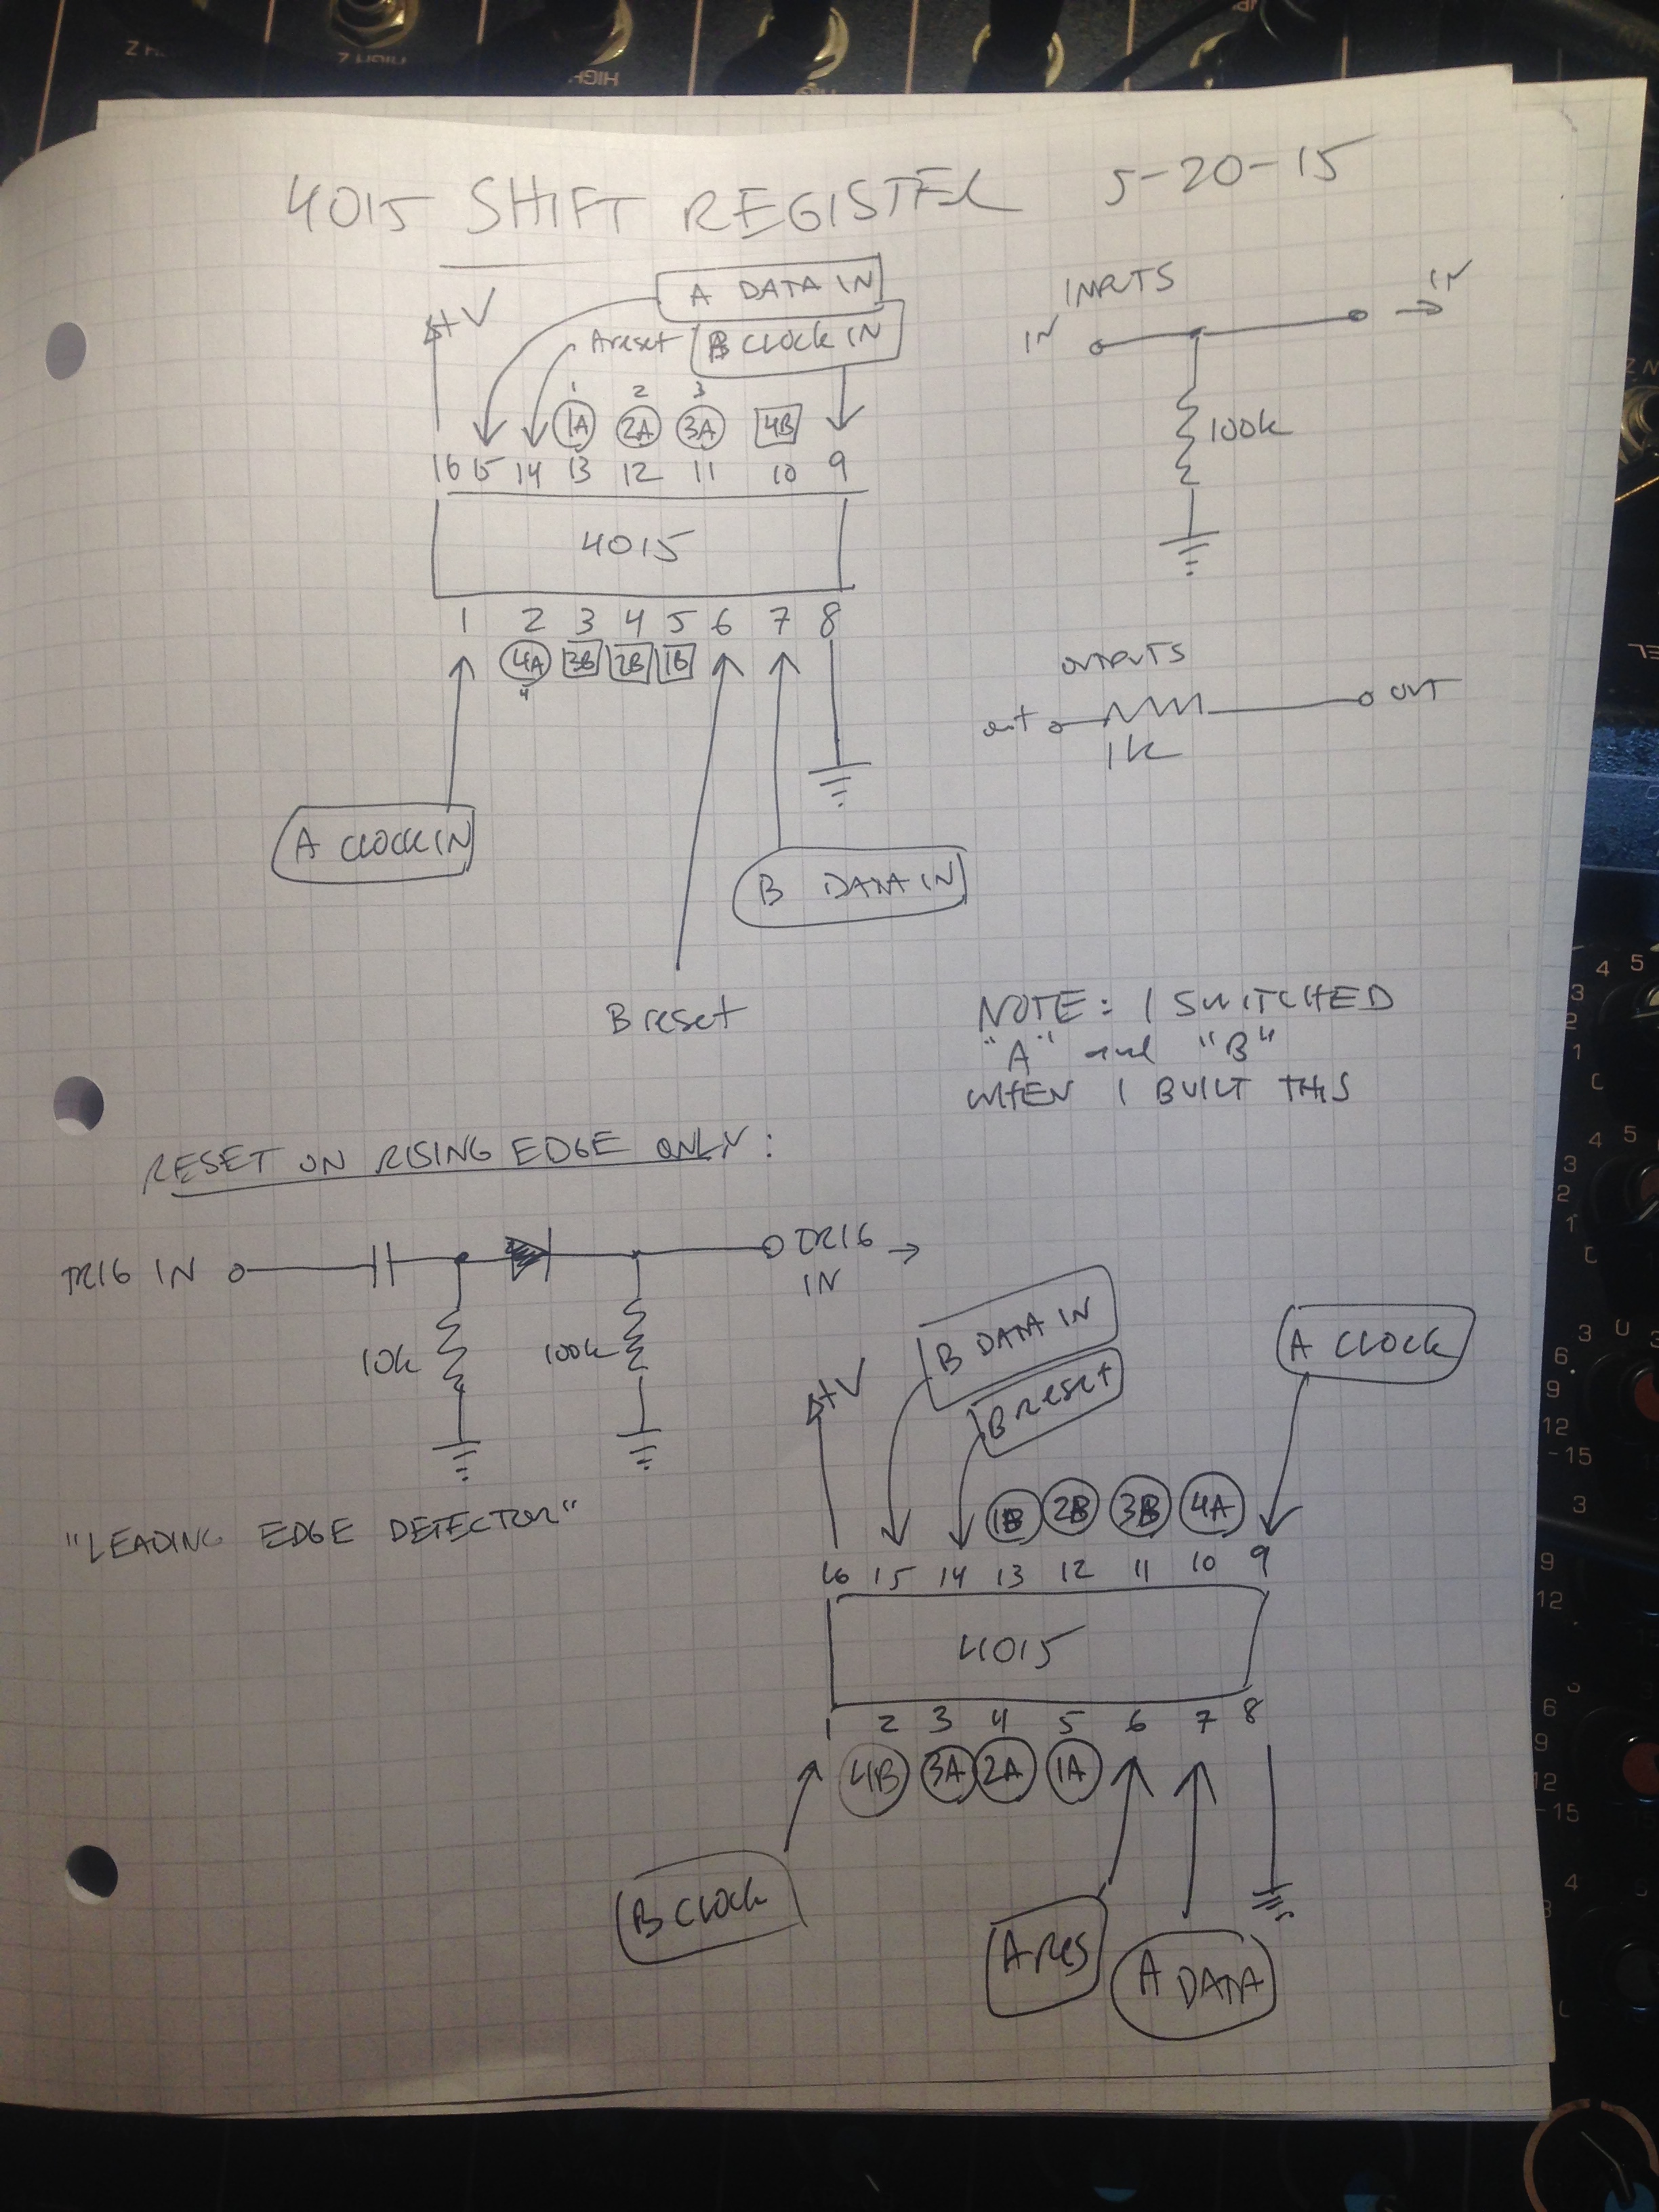 4015 SHIFT REGISTER 5-20-15
+V
A DATA IN
A reset
B CLOCK IN
1 2 3
1A 2A 3A 4B
16 15 14 13 12 11 10 9
4015
1 2 3 4 5 6 7 8
4A 3B 2B 1B
4
A CLOCK IN
B DATA IN
B reset
INPUTS
IN IN
100k
OUTPUTS
out OUT
1k
NOTE: I SWITCHED
"A" and "B"
WHEN I BUILT THIS
RESET ON RISING EDGE ONLY:
TRIG IN TRIG
IN
10k 100k
"LEADING EDGE DETECTOR"
+V
B DATA IN
B reset
A CLOCK
1B 2B 3B 4A
16 15 14 13 12 11 10 9
4015
1 2 3 4 5 6 7 8
4B 3A 2A 1A
B CLOCK
A RES
A DATA
HIGH
Z HIGH